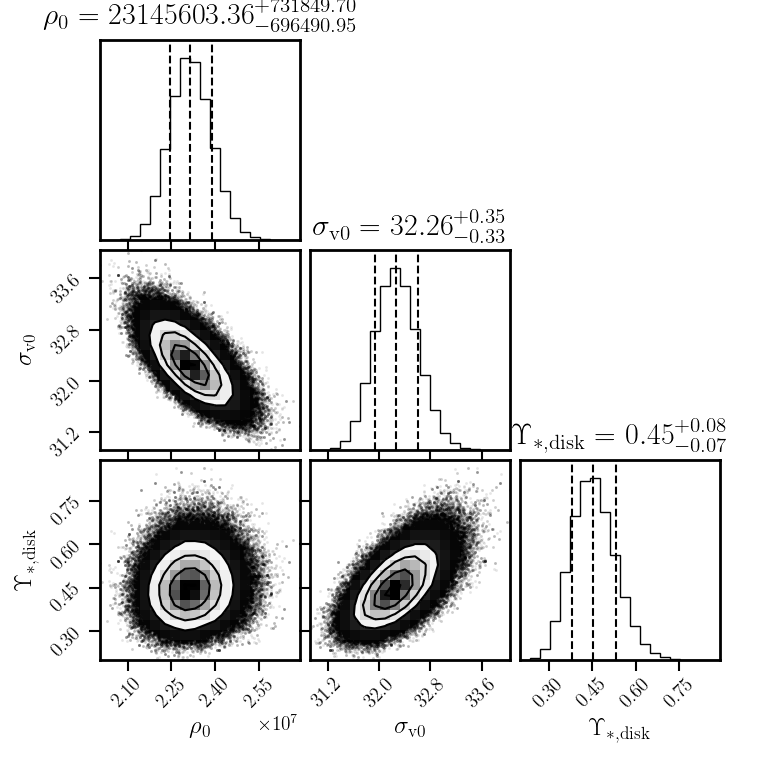 ρ₀ = 23145603.36⁺⁷³¹⁸⁴⁹·⁷⁰₋₆₉₆₄₉₀.₉₅
σᵥ₀ = 32.26⁺⁰·³⁵₋₀.₃₃
33.6
32.8
32.0
31.2
σᵥ₀
ϒ∗,disk = 0.45⁺⁰·⁰⁸₋₀.₀₇
0.75
0.60
0.45
0.30
ϒ∗,disk
2.10 2.25 2.40 2.55
×10⁷
ρ₀
31.2 32.0 32.8 33.6
σᵥ₀
0.30 0.45 0.60 0.75
ϒ∗,disk